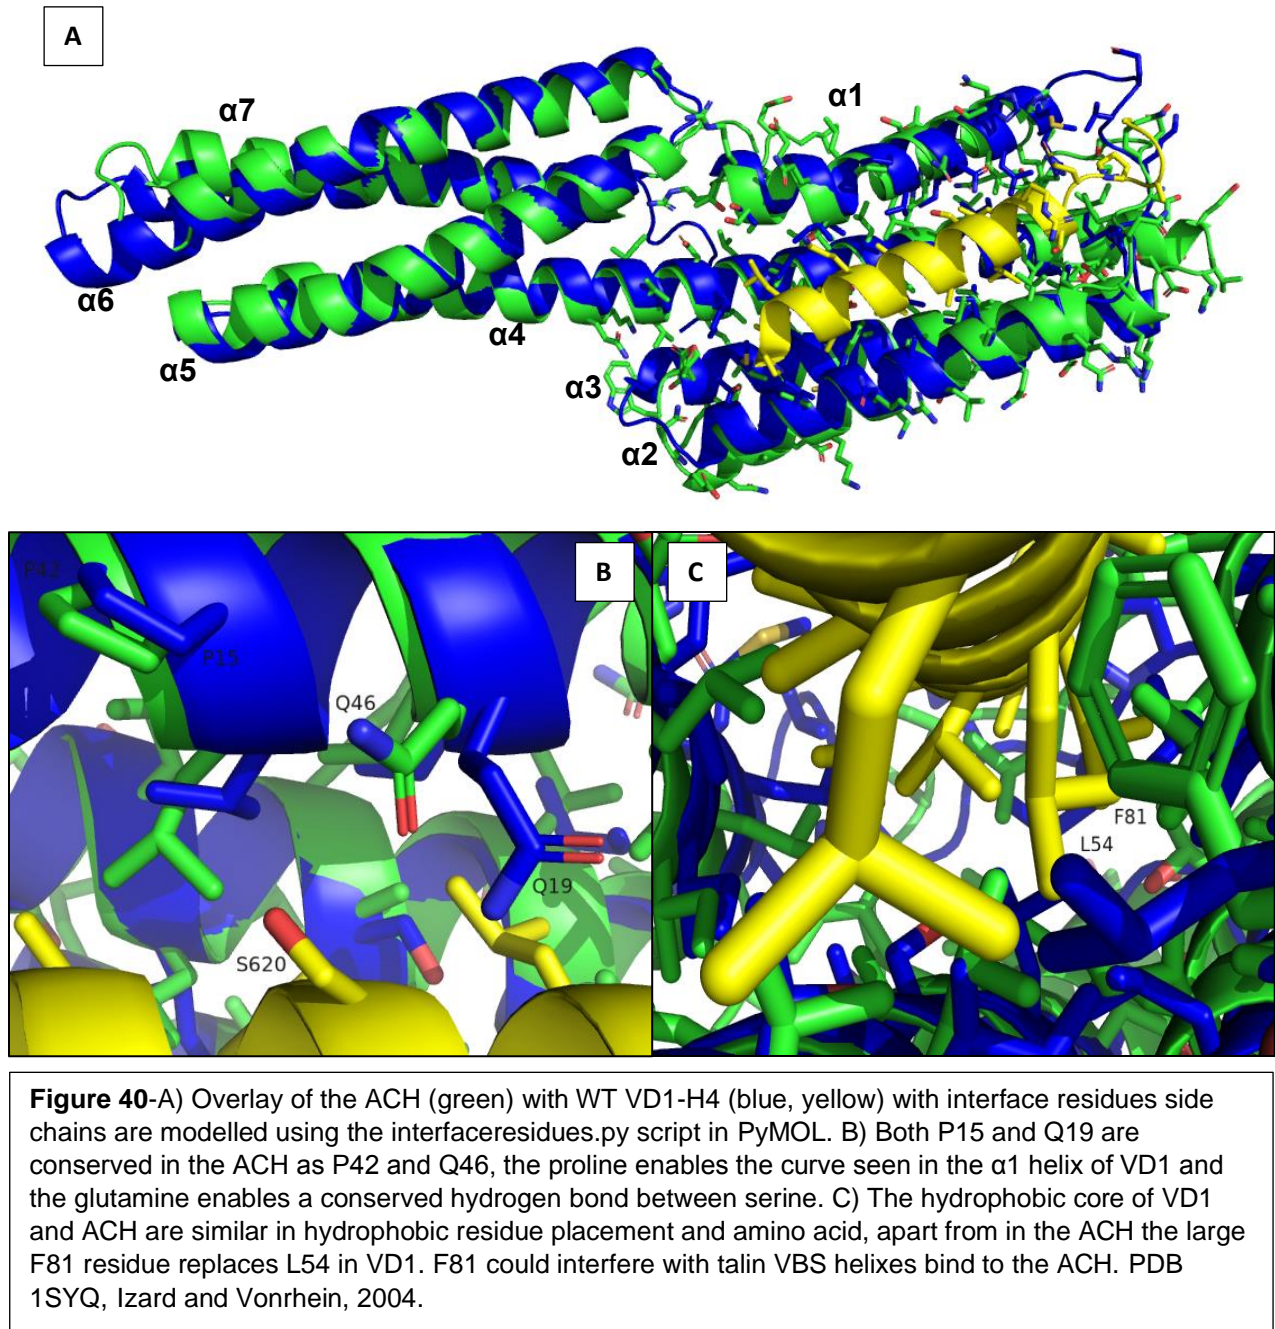 A
α7
α1
α6
α5
α4
α3
α2
B
C
P42
P15
Q46
Q19
S620
F81
L54
Figure 40-A) Overlay of the ACH (green) with WT VD1-H4 (blue, yellow) with interface residues side
chains are modelled using the interfaceresidues.py script in PyMOL. B) Both P15 and Q19 are
conserved in the ACH as P42 and Q46, the proline enables the curve seen in the α1 helix of VD1 and
the glutamine enables a conserved hydrogen bond between serine. C) The hydrophobic core of VD1
and ACH are similar in hydrophobic residue placement and amino acid, apart from in the ACH the large
F81 residue replaces L54 in VD1. F81 could interfere with talin VBS helixes bind to the ACH. PDB
1SYQ, Izard and Vonrhein, 2004.